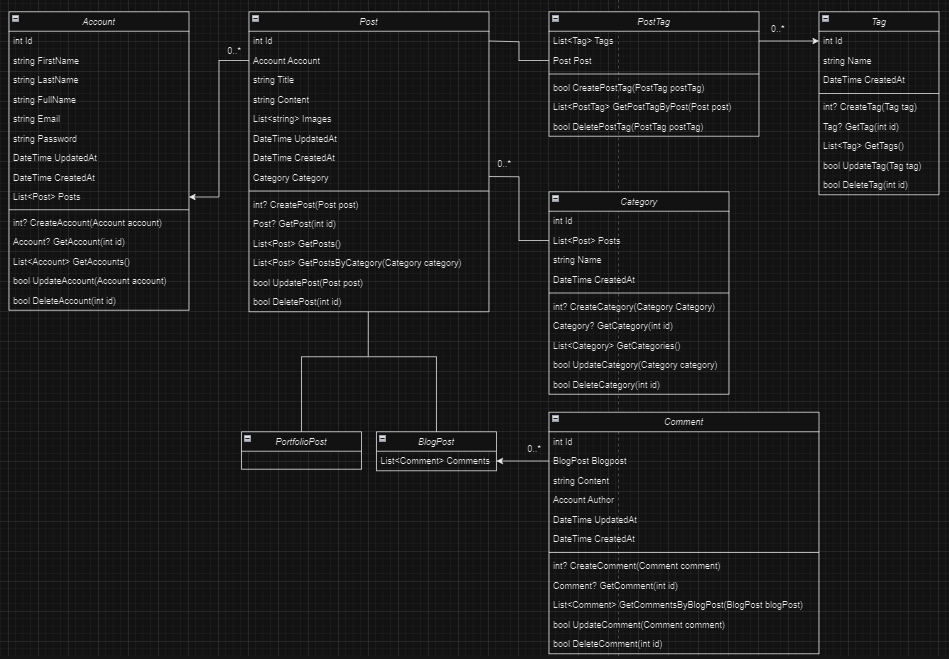 Account
int Id
string FirstName
string LastName
string FullName
string Email
string Password
DateTime UpdatedAt
DateTime CreatedAt
List<Post> Posts
int? CreateAccount(Account account)
Account? GetAccount(int id)
List<Account> GetAccounts()
bool UpdateAccount(Account account)
bool DeleteAccount(int id)
0..*
Post
int Id
Account Account
string Title
string Content
List<string> Images
DateTime UpdatedAt
DateTime CreatedAt
Category Category
int? CreatePost(Post post)
Post? GetPost(int id)
List<Post> GetPosts()
List<Post> GetPostsByCategory(Category category)
bool UpdatePost(Post post)
bool DeletePost(int id)
PostTag
List<Tag> Tags
Post Post
bool CreatePostTag(PostTag postTag)
List<PostTag> GetPostTagByPost(Post post)
bool DeletePostTag(PostTag postTag)
0..*
Tag
int Id
string Name
DateTime CreatedAt
int? CreateTag(Tag tag)
Tag? GetTag(int id)
List<Tag> GetTags()
bool UpdateTag(Tag tag)
bool DeleteTag(int id)
0..*
Category
int Id
List<Post> Posts
string Name
DateTime CreatedAt
int? CreateCategory(Category Category)
Category? GetCategory(int id)
List<Category> GetCategories()
bool UpdateCategory(Category category)
bool DeleteCategory(int id)
PortfolioPost
BlogPost
List<Comment> Comments
0..*
Comment
int Id
BlogPost Blogpost
string Content
Account Author
DateTime UpdatedAt
DateTime CreatedAt
int? CreateComment(Comment comment)
Comment? GetComment(int id)
List<Comment> GetCommentsByBlogPost(BlogPost blogPost)
bool UpdateComment(Comment comment)
bool DeleteComment(int id)